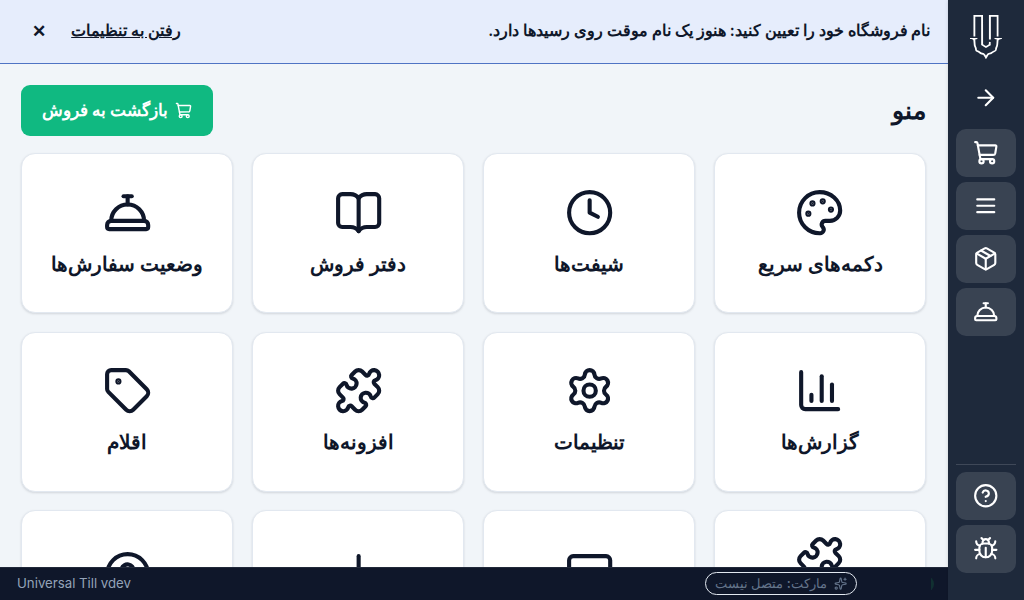 نام فروشگاه خود را تعیین کنید: هنوز یک نام موقت روی رسیدها دارد.
رفتن به تنظیمات
منو
بازگشت به فروش
دکمه‌های سریع
شیفت‌ها
دفتر فروش
وضعیت سفارش‌ها
گزارش‌ها
تنظیمات
افزونه‌ها
اقلام
مارکت: متصل نیست
Universal Till vdev